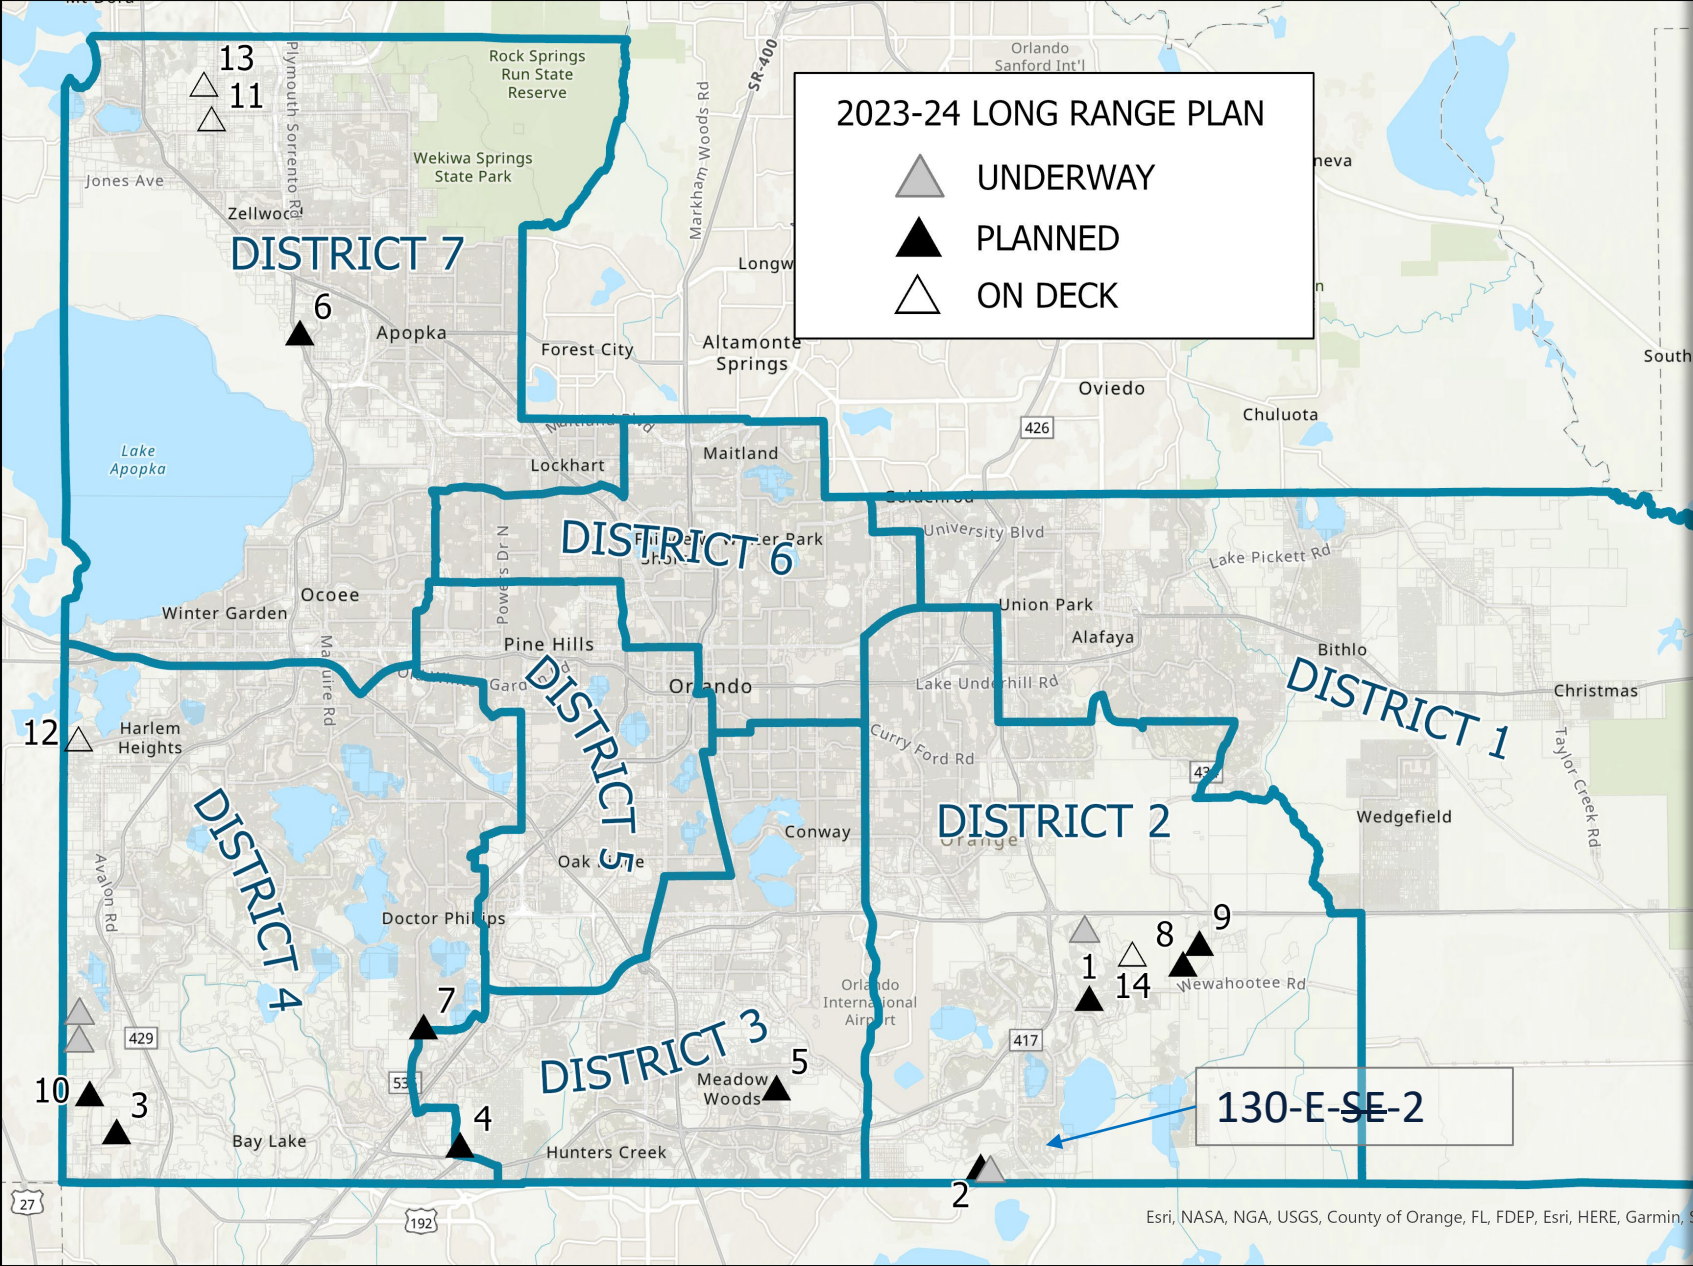 Mt Dora
13
11
Plymouth Sorrento Rd
Rock Springs
Run State
Reserve
Wekiwa Springs
State Park
Jones Ave
DISTRICT 7
6
Apopka
Lake
Apopka
Markham Woods Rd
SR-400
Orlando
Sanford Int'l
2023-24 LONG RANGE PLAN
UNDERWAY
PLANNED
ON DECK
Forest City
Altamonte
Springs
Oviedo
426
Chuluota
South
Maitland Blvd
Lockhart
Maitland
Goldenrod
University Blvd
Lake Pickett Rd
DISTRICT 6
Powers Dr N
Ocoee
Winter Garden
Maguire Rd
Pine Hills
Orlando
Union Park
Alafaya
Bithlo
Christmas
Lake Underhill Rd
DISTRICT 1
Taylor Creek Rd
12
Harlem
Heights
DISTRICT 5
Curry Ford Rd
DISTRICT 2
Orange
Wedgefield
Conway
DISTRICT 4
Avalon Rd
Doctor Phillips
9
8
1
14
Wewahootee Rd
Orlando
International
Airport
7
429
417
DISTRICT 3
5
Meadow
Woods
10
3
4
Bay Lake
Hunters Creek
130-E-SE-2
2
27
192
Esri, NASA, NGA, USGS, County of Orange, FL, FDEP, Esri, HERE, Garmin,